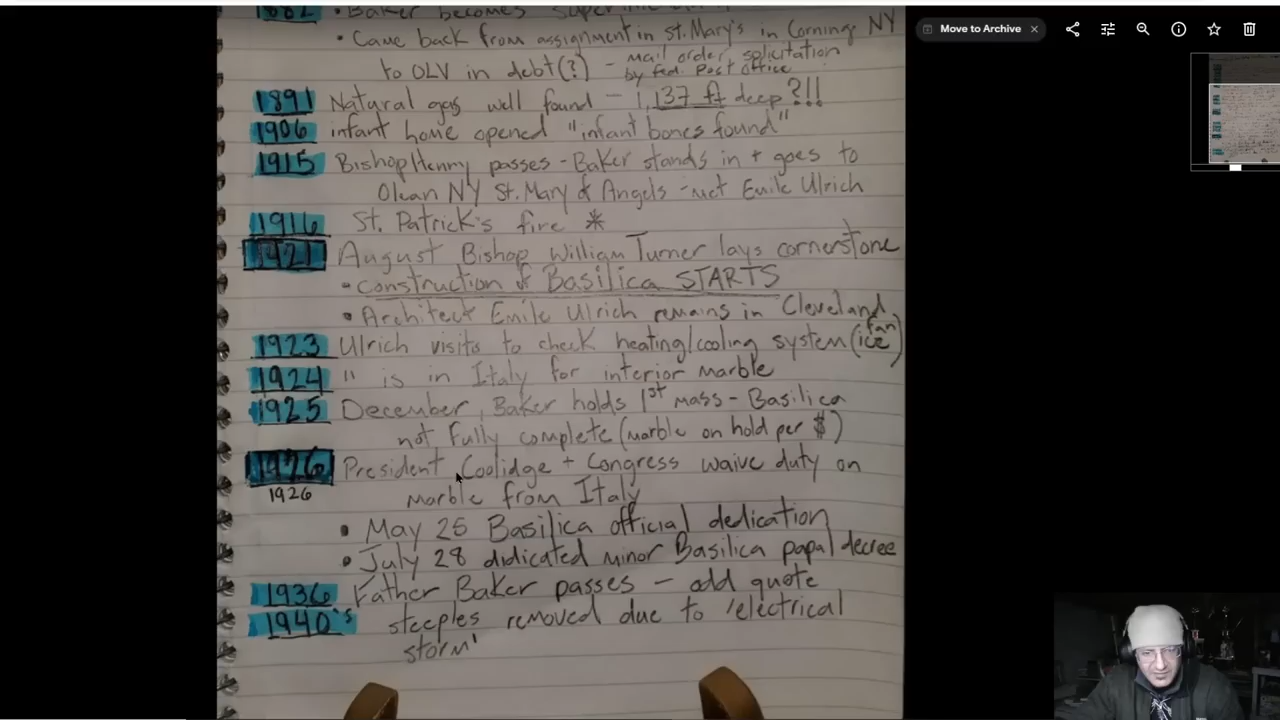 1882 • Baker becomes
• Came back from assignment in St. Mary's in Corning NY
to OLV in debt(?) - mail order solicitation
by fed. Post office
1891 Natural gas well found - 1,137 ft deep?!!
1906 infant home opened "infant bones found"
1915 Bishop Henry passes - Baker stands in + goes to
Olean NY St. Mary of Angels - met Emile Ulrich
1916 St. Patrick's fire *
1921 August Bishop William Turner lays cornerstone
• Construction of Basilica STARTS
• Architect Emile Ulrich remains in Cleveland
1923 Ulrich visits to check heating/cooling system (ice fan)
1924 " is in Italy for interior marble
1925 December, Baker holds 1st mass - Basilica
not fully complete (marble on hold per $)
1926 President Coolidge + Congress waive duty on
1926 marble from Italy
• May 25 Basilica official dedication
• July 28 didicated minor Basilica papal decree
1936 Father Baker passes - add quote
1940's steeples removed due to 'electrical
storm'
Move to Archive